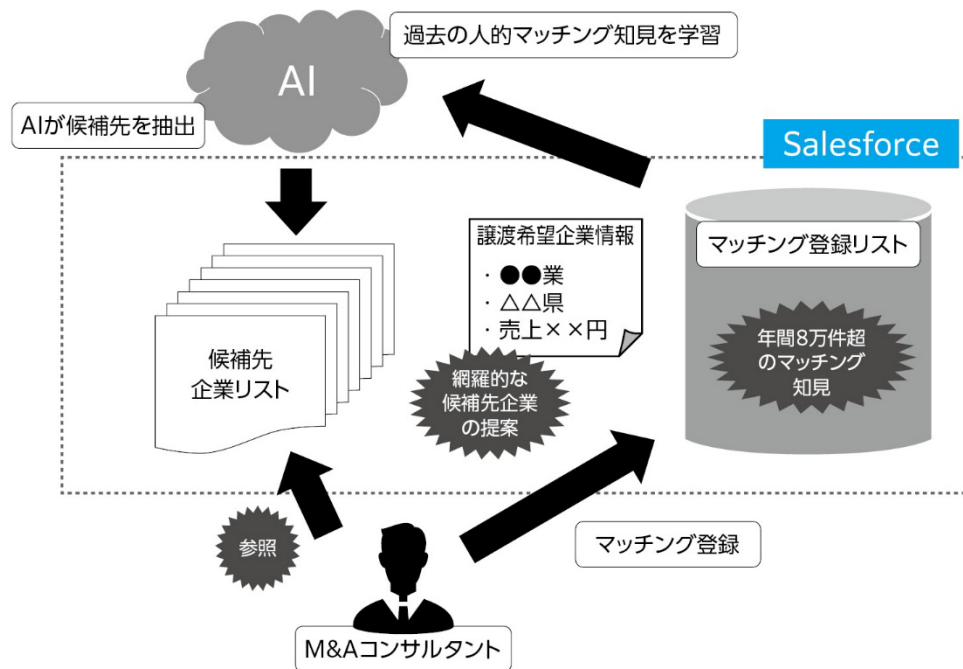 過去の人的マッチング知見を学習
AI
AIが候補先を抽出
Salesforce
譲渡希望企業情報
・●●業
・△△県
・売上××円
マッチング登録リスト
年間8万件超
のマッチング
知見
候補先
企業リスト
網羅的な
候補先企業
の提案
参照
マッチング登録
M&Aコンサルタント